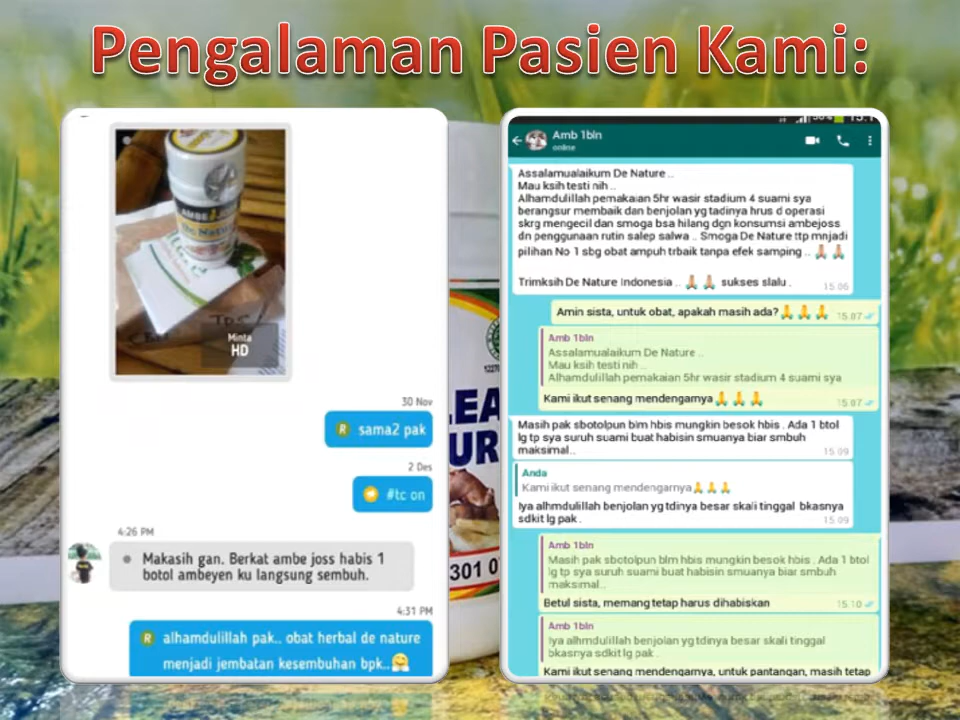 Pengalaman Pasien Kami:
AMBEJOSS
De Nature
Minta
HD
30 Nov
R sama2 pak
2 Des
#tc on
4:26 PM
Makasih gan. Berkat ambe joss habis 1
botol ambeyen ku langsung sembuh.
4:31 PM
R alhamdulillah pak.. obat herbal de nature
menjadi jembatan kesembuhan bpk..🤗
LEA
UR
301 0
Amb 1bln
online
Assalamualaikum De Nature ..
Mau ksih testi nih ..
Alhamdulillah pemakaian 5hr wasir stadium 4 suami sya
berangsur membaik dan benjolan yg tadinya hrus d operasi
skrg mengecil dan smoga bsa hilang dgn konsumsi ambejoss
dn penggunaan rutin salep salwa .. Smoga De Nature ttp mnjadi
pilihan No 1 sbg obat ampuh trbaik tanpa efek samping .. 🙏 🙏
Trimksih De Nature Indonesia .. 🙏 🙏 sukses slalu .
15.06
Amin sista, untuk obat, apakah masih ada?🙏 🙏 🙏
15.07
Amb 1bln
Assalamualaikum De Nature ..
Mau ksih testi nih ..
Alhamdulillah pemakaian 5hr wasir stadium 4 suami sya
Kami ikut senang mendengarnya🙏 🙏 🙏
15.07
Masih pak sbotolpun blm hbis mungkin besok hbis . Ada 1 btol
lg tp sya suruh suami buat habisin smuanya biar smbuh
maksimal..
15.09
Anda
Kami ikut senang mendengarnya🙏 🙏 🙏
Iya alhmdulillah benjolan yg tdinya besar skali tinggal bkasnya
sdkit lg pak .
15.09
Amb 1bln
Masih pak sbotolpun blm hbis mungkin besok hbis . Ada 1 btol
lg tp sya suruh suami buat habisin smuanya biar smbuh
maksimal..
Betul sista, memang tetap harus dihabiskan
15.10
Amb 1bln
Iya alhmdulillah benjolan yg tdinya besar skali tinggal
bkasnya sdkit lg pak .
Kami ikut senang mendengarnya, untuk pantangan, masih tetap